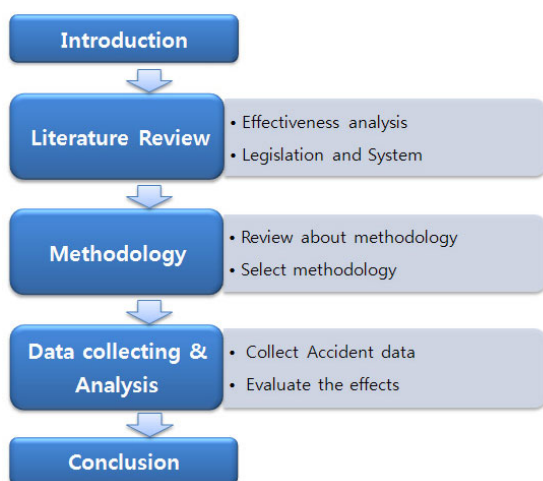 Introduction
Literature Review
• Effectiveness analysis
• Legislation and System
Methodology
• Review about methodology
• Select methodology
Data collecting &
Analysis
• Collect Accident data
• Evaluate the effects
Conclusion